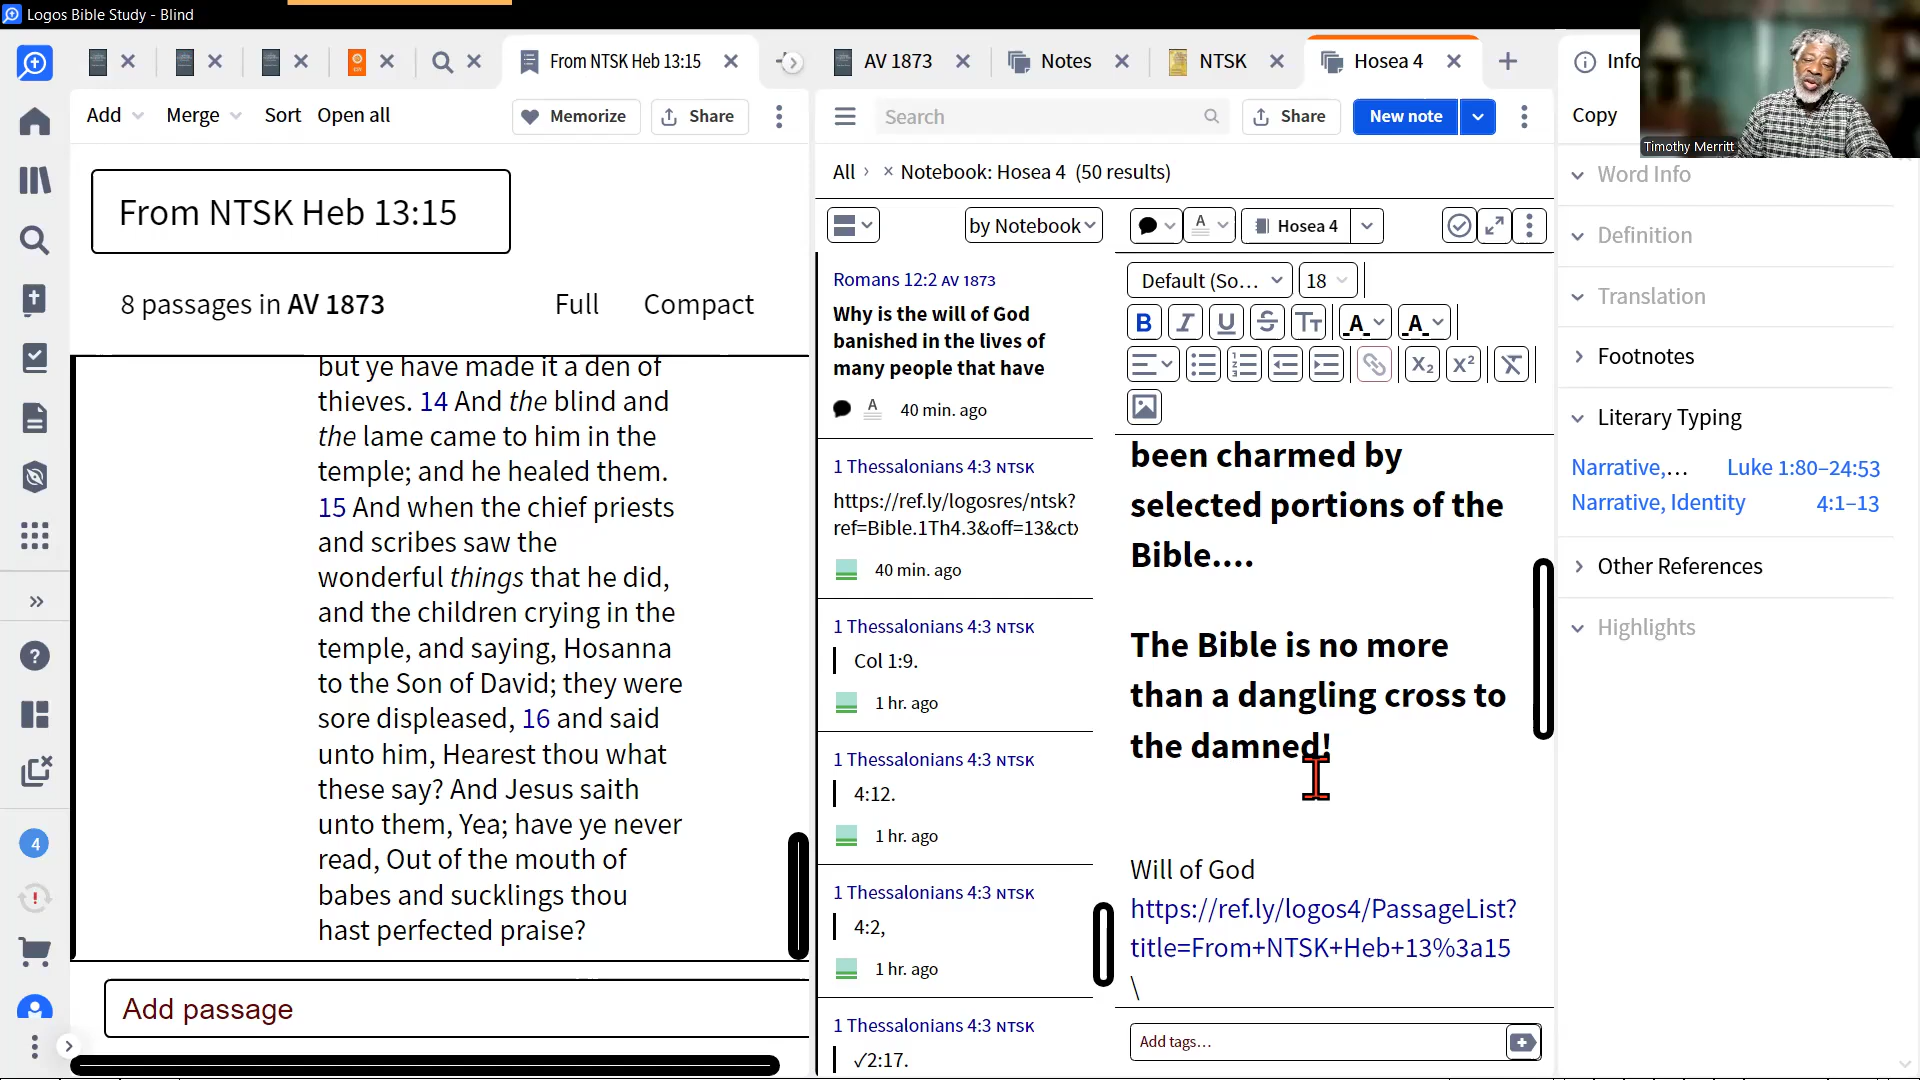 Logos Bible Study - Blind
From NTSK Heb 13:15
AV 1873
Notes
NTSK
Hosea 4
Info
Add
Merge
Sort
Open all
Memorize
Share
Search
Share
New note
Copy
Timothy Merritt
From NTSK Heb 13:15
8 passages in AV 1873
Full
Compact
but ye have made it a den of
thieves. 14 And the blind and
the lame came to him in the
temple; and he healed them.
15 And when the chief priests
and scribes saw the
wonderful things that he did,
and the children crying in the
temple, and saying, Hosanna
to the Son of David; they were
sore displeased, 16 and said
unto him, Hearest thou what
these say? And Jesus saith
unto them, Yea; have ye never
read, Out of the mouth of
babes and sucklings thou
hast perfected praise?
Add passage
4
All › × Notebook: Hosea 4 (50 results)
by Notebook
Hosea 4
Romans 12:2 AV 1873
Why is the will of God
banished in the lives of
many people that have
40 min. ago
1 Thessalonians 4:3 NTSK
https://ref.ly/logosres/ntsk?
ref=Bible.1Th4.3&off=13&ctx
40 min. ago
1 Thessalonians 4:3 NTSK
Col 1:9.
1 hr. ago
1 Thessalonians 4:3 NTSK
4:12.
1 hr. ago
1 Thessalonians 4:3 NTSK
4:2,
1 hr. ago
1 Thessalonians 4:3 NTSK
✓2:17.
Default (So... 18
B I U S TT A A
X₂ X²
been charmed by
selected portions of the
Bible....
The Bible is no more
than a dangling cross to
the damned!
Will of God
https://ref.ly/logos4/PassageList?
title=From+NTSK+Heb+13%3a15
\
Add tags...
Word Info
Definition
Translation
Footnotes
Literary Typing
Narrative,... Luke 1:80–24:53
Narrative, Identity 4:1–13
Other References
Highlights